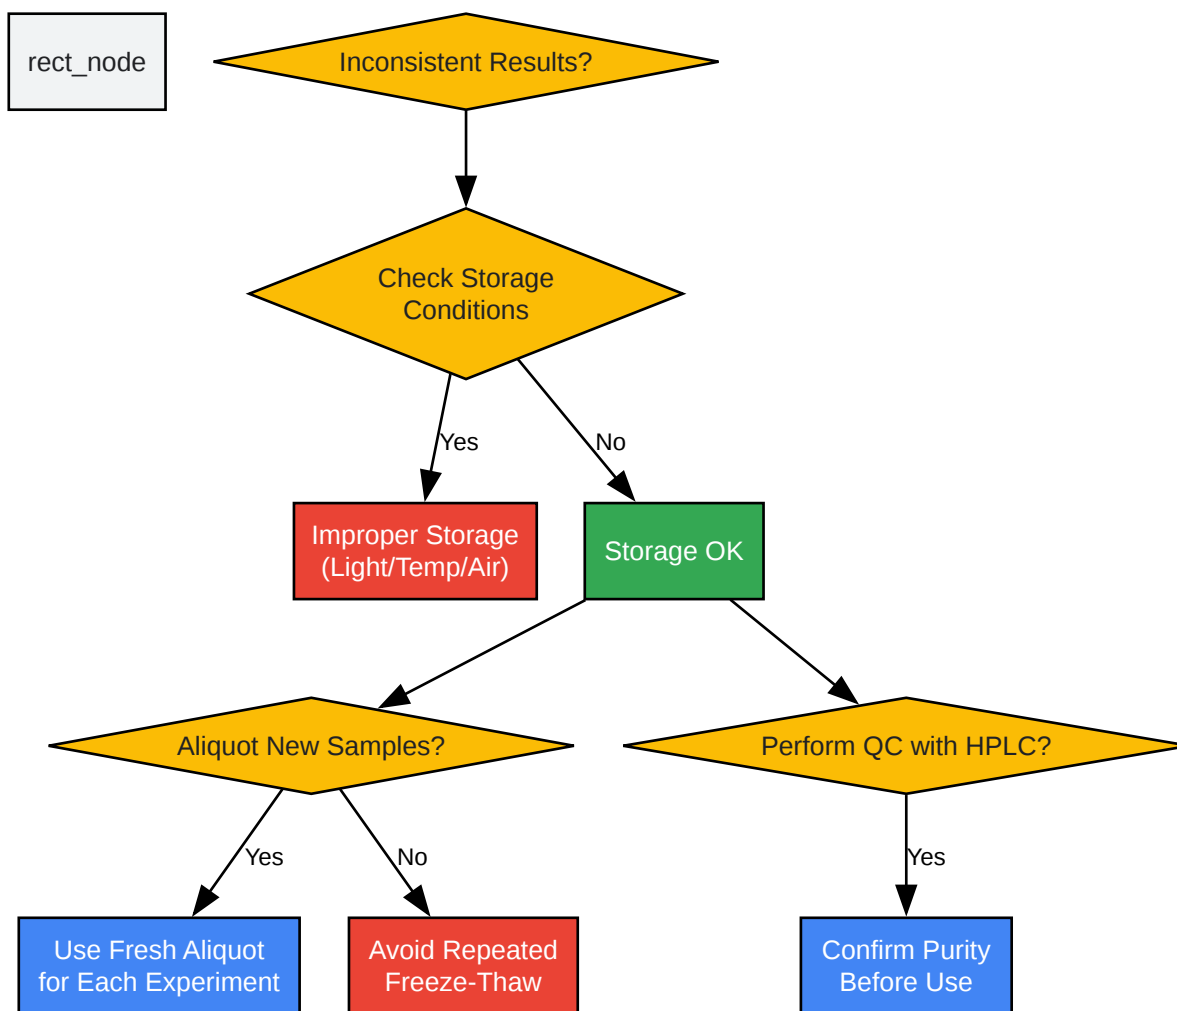 rect_node
Inconsistent Results?
Check Storage
Conditions
Yes
No
Improper Storage
(Light/Temp/Air)
Storage OK
Aliquot New Samples?
Perform QC with HPLC?
Yes
No
Yes
Use Fresh Aliquot
for Each Experiment
Avoid Repeated
Freeze-Thaw
Confirm Purity
Before Use